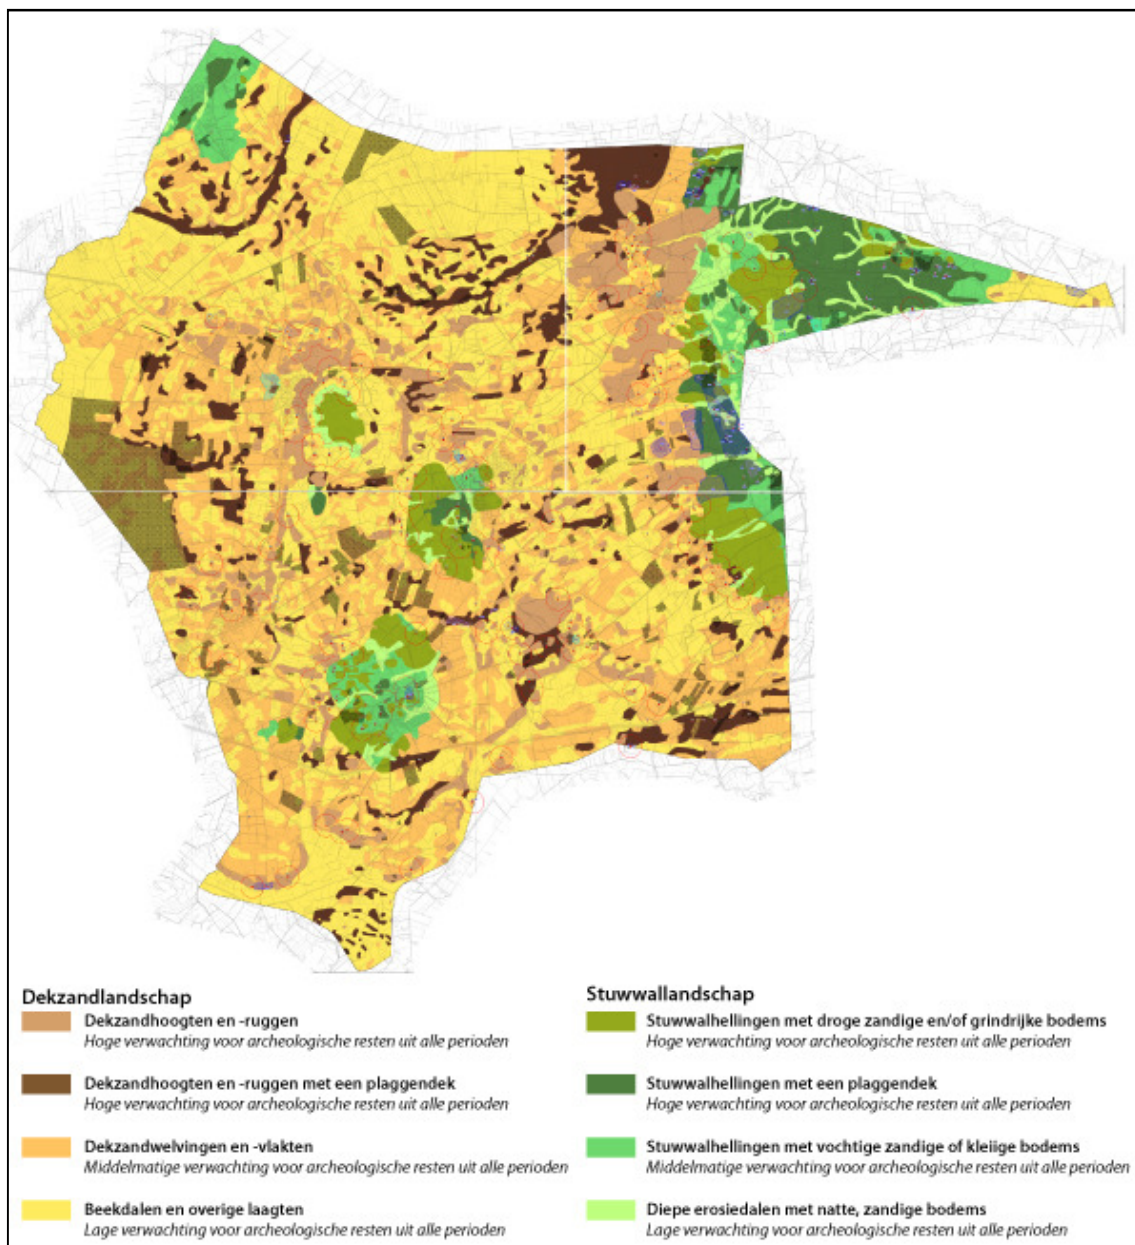 Dekzandlandschap
Dekzandhoogten en -ruggen
Hoge verwachting voor archeologische resten uit alle perioden
Dekzandhoogten en -ruggen met een plaggendek
Hoge verwachting voor archeologische resten uit alle perioden
Dekzandwelvingen en -vlakten
Middelmatige verwachting voor archeologische resten uit alle perioden
Beekdalen en overige laagten
Lage verwachting voor archeologische resten uit alle perioden
Stuwwallandschap
Stuwwalhellingen met droge zandige en/of grindrijke bodems
Hoge verwachting voor archeologische resten uit alle perioden
Stuwwalhellingen met een plaggendek
Hoge verwachting voor archeologische resten uit alle perioden
Stuwwalhellingen met vochtige zandige of kleiige bodems
Middelmatige verwachting voor archeologische resten uit alle perioden
Diepe erosiedalen met natte, zandige bodems
Lage verwachting voor archeologische resten uit alle perioden